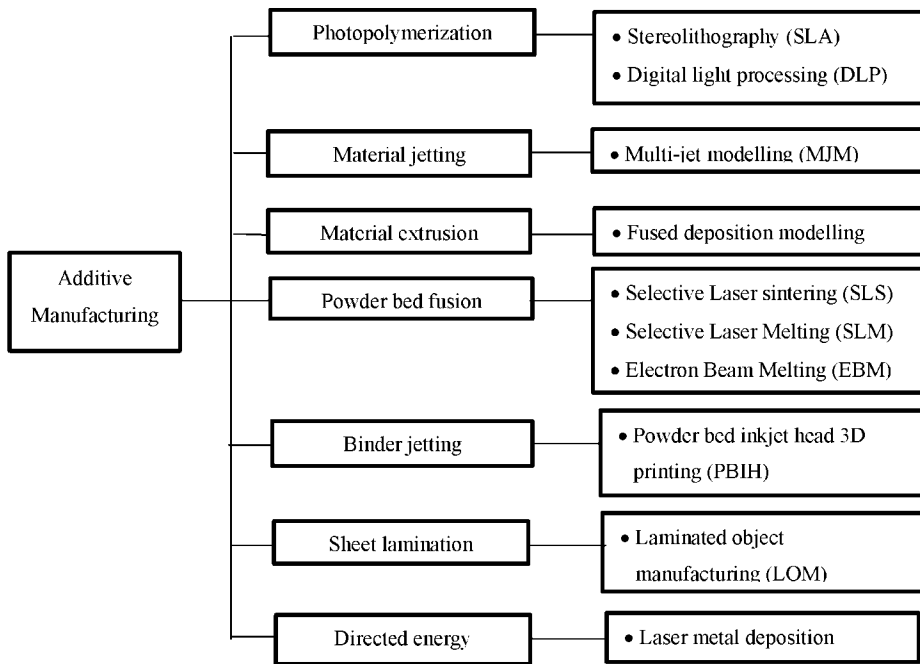 Additive
Manufacturing
Photopolymerization
• Stereolithography (SLA)
• Digital light processing (DLP)
Material jetting
• Multi-jet modelling (MJM)
Material extrusion
• Fused deposition modelling
Powder bed fusion
• Selective Laser sintering (SLS)
• Selective Laser Melting (SLM)
• Electron Beam Melting (EBM)
Binder jetting
• Powder bed inkjet head 3D
printing (PBIH)
Sheet lamination
• Laminated object
manufacturing (LOM)
Directed energy
• Laser metal deposition